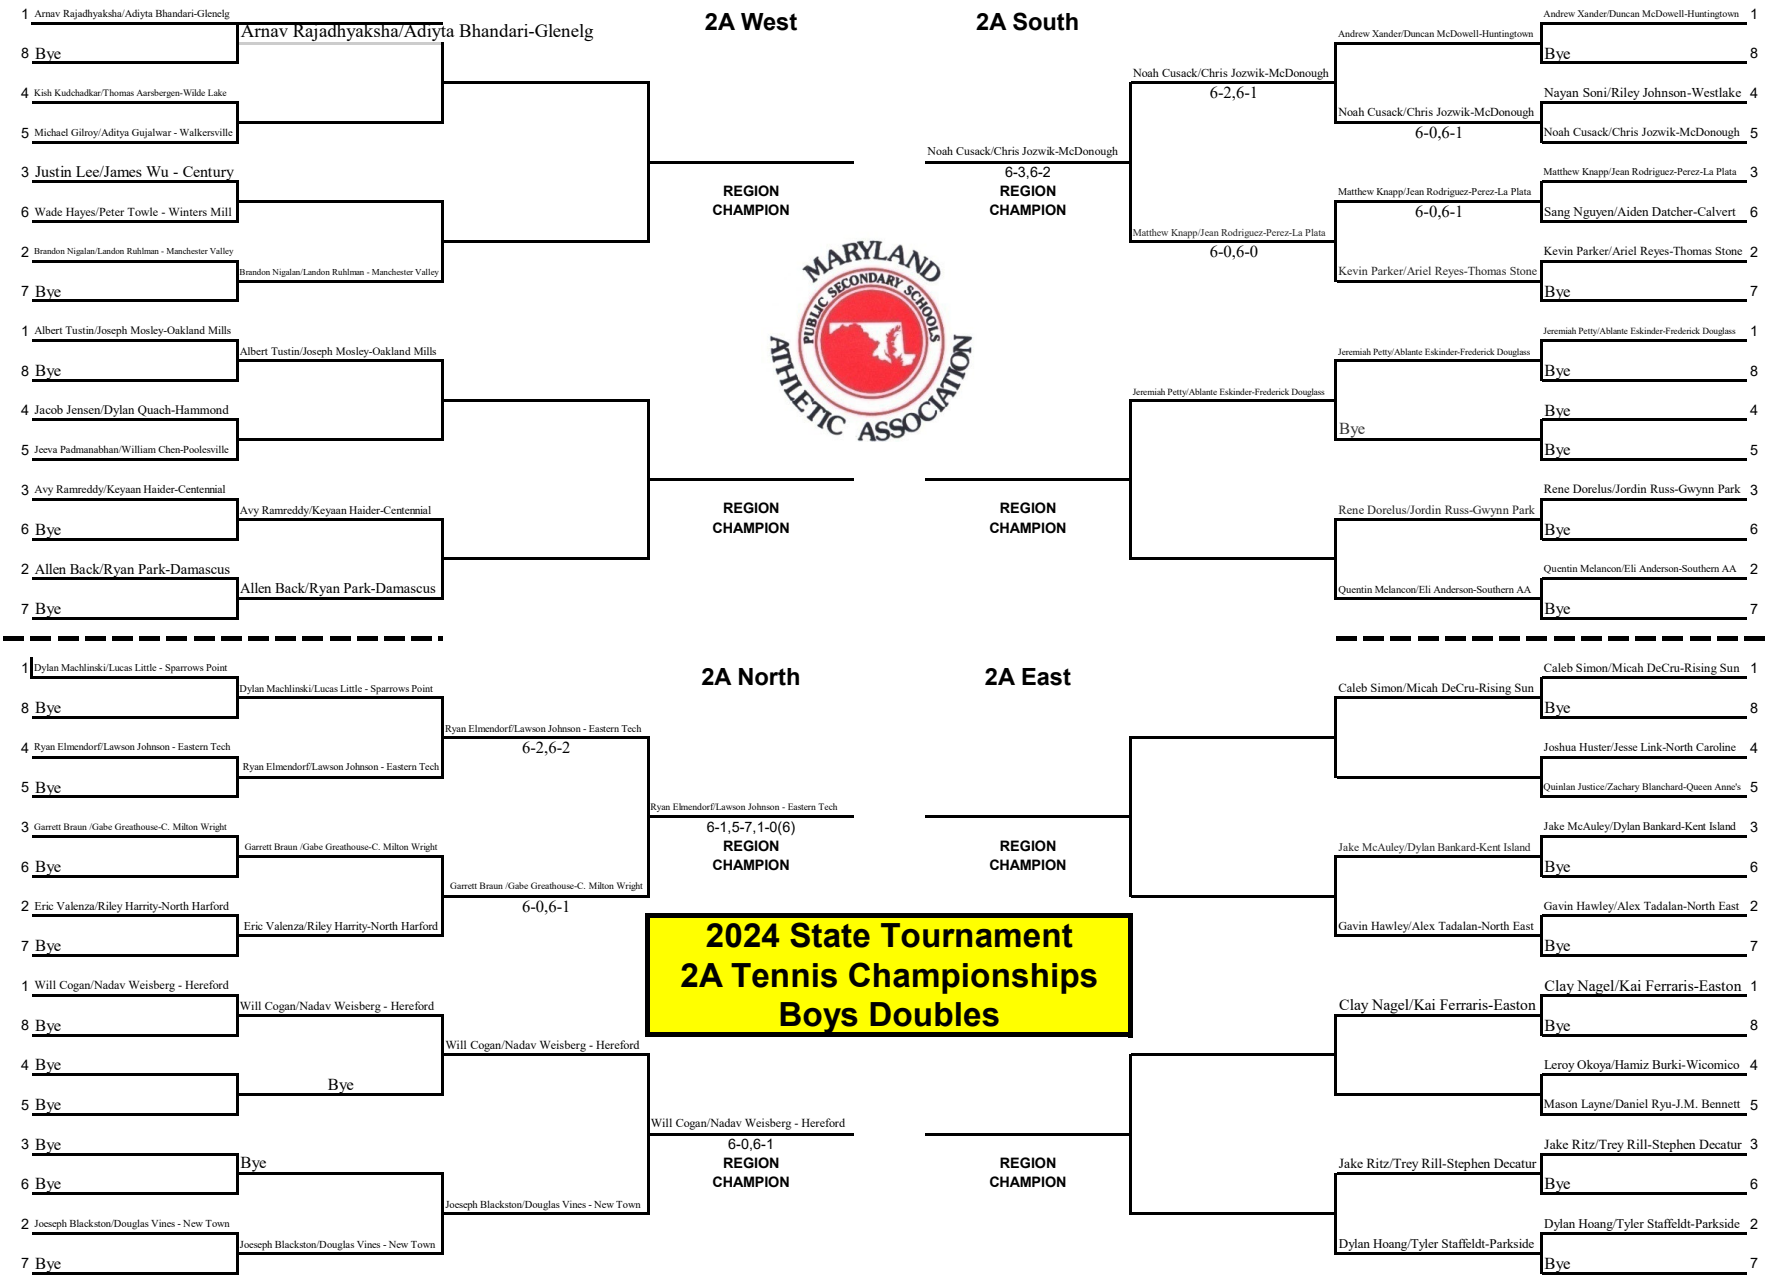 2A West
1 Arnav Rajadhyaksha/Adiyta Bhandari-Glenelg
Arnav Rajadhyaksha/Adiyta Bhandari-Glenelg
8 Bye
4 Kish Kudchadkar/Thomas Aarsbergen-Wilde Lake
5 Michael Gilroy/Aditya Gujalwar - Walkersville
3 Justin Lee/James Wu - Century
REGION
CHAMPION
6 Wade Hayes/Peter Towle - Winters Mill
2 Brandon Nigalan/Landon Ruhlman - Manchester Valley
Brandon Nigalan/Landon Ruhlman - Manchester Valley
7 Bye
1 Albert Tustin/Joseph Mosley-Oakland Mills
Albert Tustin/Joseph Mosley-Oakland Mills
8 Bye
4 Jacob Jensen/Dylan Quach-Hammond
5 Jeeva Padmanabhan/William Chen-Poolesville
3 Avy Ramreddy/Keyaan Haider-Centennial
Avy Ramreddy/Keyaan Haider-Centennial
REGION
CHAMPION
6 Bye
2 Allen Back/Ryan Park-Damascus
Allen Back/Ryan Park-Damascus
7 Bye
2A South
Andrew Xander/Duncan McDowell-Huntingtown 1
Andrew Xander/Duncan McDowell-Huntingtown
Bye 8
Noah Cusack/Chris Jozwik-McDonough
6-2,6-1
Nayan Soni/Riley Johnson-Westlake 4
Noah Cusack/Chris Jozwik-McDonough
6-0,6-1
Noah Cusack/Chris Jozwik-McDonough 5
Noah Cusack/Chris Jozwik-McDonough
6-3,6-2
REGION
CHAMPION
Matthew Knapp/Jean Rodriguez-Perez-La Plata 3
Matthew Knapp/Jean Rodriguez-Perez-La Plata
6-0,6-1
Sang Nguyen/Aiden Datcher-Calvert 6
Matthew Knapp/Jean Rodriguez-Perez-La Plata
6-0,6-0
Kevin Parker/Ariel Reyes-Thomas Stone 2
Kevin Parker/Ariel Reyes-Thomas Stone
Bye 7
Jeremiah Petty/Ablante Eskinder-Frederick Douglass 1
Jeremiah Petty/Ablante Eskinder-Frederick Douglass
Bye 8
Jeremiah Petty/Ablante Eskinder-Frederick Douglass
Bye 4
Bye
Bye 5
Rene Dorelus/Jordin Russ-Gwynn Park 3
Rene Dorelus/Jordin Russ-Gwynn Park
REGION
CHAMPION
Bye 6
Quentin Melancon/Eli Anderson-Southern AA 2
Quentin Melancon/Eli Anderson-Southern AA
Bye 7
MARYLAND
PUBLIC SECONDARY SCHOOLS
ATHLETIC ASSOCIATION
2A North
1 Dylan Machlinski/Lucas Little - Sparrows Point
Dylan Machlinski/Lucas Little - Sparrows Point
8 Bye
Ryan Elmendorf/Lawson Johnson - Eastern Tech
6-2,6-2
4 Ryan Elmendorf/Lawson Johnson - Eastern Tech
Ryan Elmendorf/Lawson Johnson - Eastern Tech
5 Bye
Ryan Elmendorf/Lawson Johnson - Eastern Tech
6-1,5-7,1-0(6)
REGION
CHAMPION
3 Garrett Braun /Gabe Greathouse-C. Milton Wright
Garrett Braun /Gabe Greathouse-C. Milton Wright
6 Bye
Garrett Braun /Gabe Greathouse-C. Milton Wright
6-0,6-1
2 Eric Valenza/Riley Harrity-North Harford
Eric Valenza/Riley Harrity-North Harford
7 Bye
1 Will Cogan/Nadav Weisberg - Hereford
Will Cogan/Nadav Weisberg - Hereford
8 Bye
Will Cogan/Nadav Weisberg - Hereford
4 Bye
Bye
5 Bye
Will Cogan/Nadav Weisberg - Hereford
6-0,6-1
REGION
CHAMPION
3 Bye
Bye
6 Bye
Joeseph Blackston/Douglas Vines - New Town
2 Joeseph Blackston/Douglas Vines - New Town
Joeseph Blackston/Douglas Vines - New Town
7 Bye
2A East
Caleb Simon/Micah DeCru-Rising Sun 1
Caleb Simon/Micah DeCru-Rising Sun
Bye 8
Joshua Huster/Jesse Link-North Caroline 4
Quinlan Justice/Zachary Blanchard-Queen Anne's 5
Jake McAuley/Dylan Bankard-Kent Island 3
Jake McAuley/Dylan Bankard-Kent Island
REGION
CHAMPION
Bye 6
Gavin Hawley/Alex Tadalan-North East 2
Gavin Hawley/Alex Tadalan-North East
Bye 7
Clay Nagel/Kai Ferraris-Easton 1
Clay Nagel/Kai Ferraris-Easton
Bye 8
Leroy Okoya/Hamiz Burki-Wicomico 4
Mason Layne/Daniel Ryu-J.M. Bennett 5
Jake Ritz/Trey Rill-Stephen Decatur 3
Jake Ritz/Trey Rill-Stephen Decatur
REGION
CHAMPION
Bye 6
Dylan Hoang/Tyler Staffeldt-Parkside 2
Dylan Hoang/Tyler Staffeldt-Parkside
Bye 7
2024 State Tournament
2A Tennis Championships
Boys Doubles